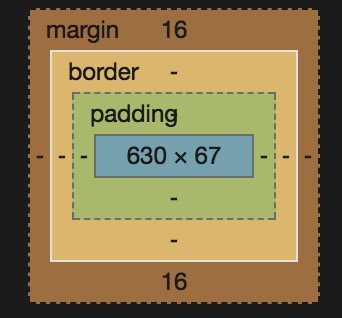 margin 16
border -
padding -
- - - 630 × 67 - - -
-
-
16